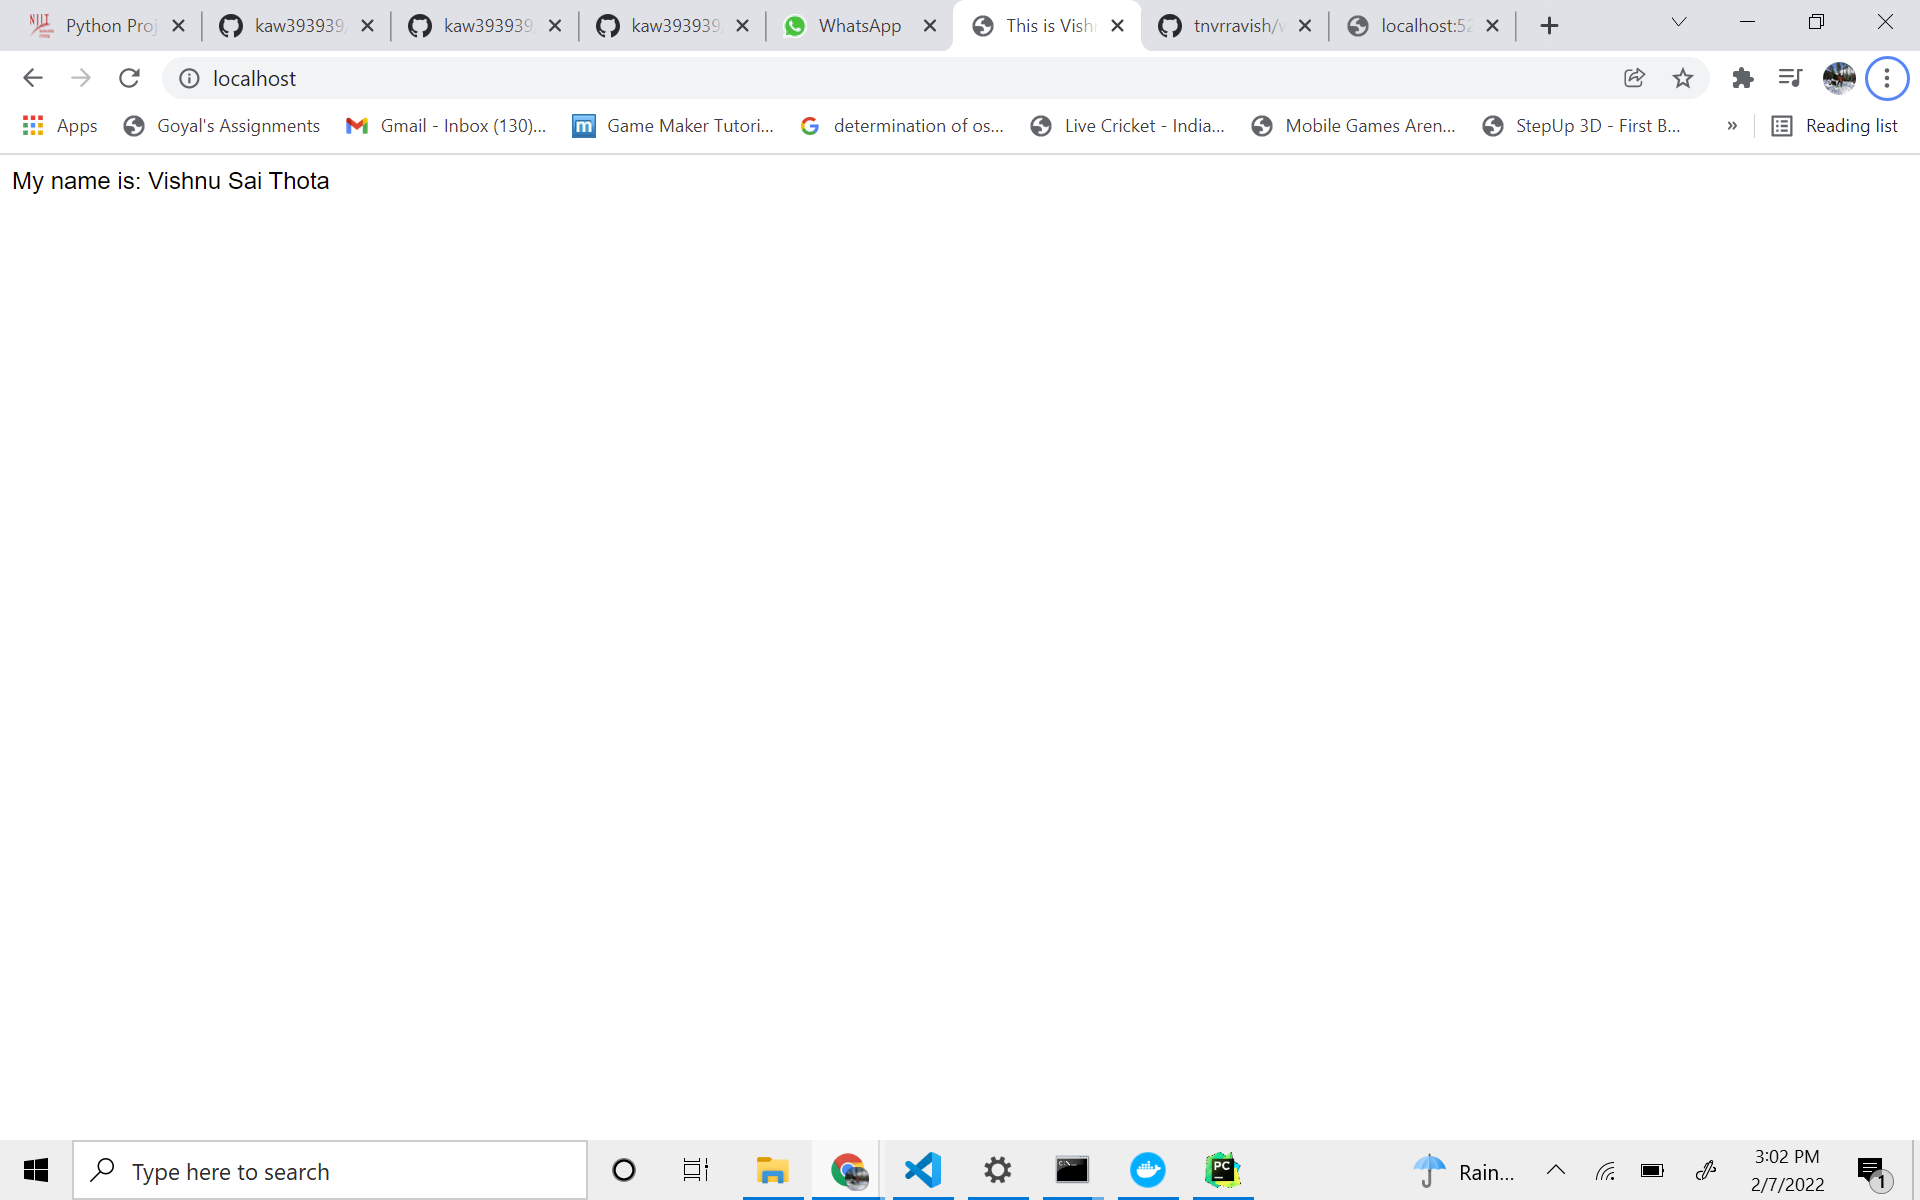 Python Proj
kaw393939/
kaw393939/
kaw393939/
WhatsApp
This is Vishn
tnvrravish/w
localhost:52
localhost
Apps
Goyal's Assignments
Gmail - Inbox (130)...
Game Maker Tutori...
determination of os...
Live Cricket - India...
Mobile Games Aren...
StepUp 3D - First B...
»
Reading list
My name is: Vishnu Sai Thota
Type here to search
PC
Rain...
3:02 PM
2/7/2022
1